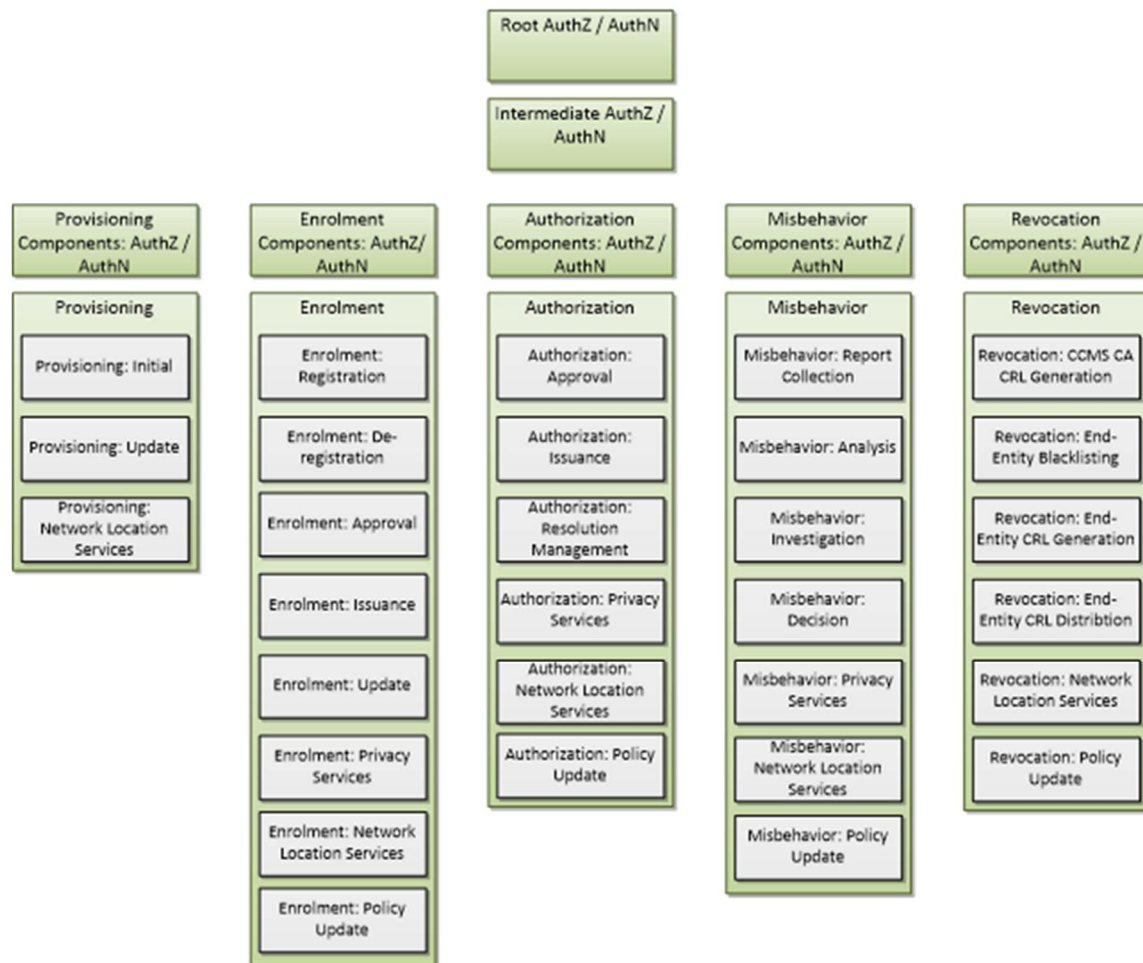 Root AuthZ / AuthN
Intermediate AuthZ /
AuthN
Provisioning
Components: AuthZ /
AuthN
Enrolment
Components: AuthZ/
AuthN
Authorization
Components: AuthZ /
AuthN
Misbehavior
Components: AuthZ /
AuthN
Revocation
Components: AuthZ /
AuthN
Provisioning
Provisioning: Initial
Provisioning: Update
Provisioning:
Network Location
Services
Enrolment
Enrolment:
Registration
Enrolment: De-
registration
Enrolment: Approval
Enrolment: Issuance
Enrolment: Update
Enrolment: Privacy
Services
Enrolment: Network
Location Services
Enrolment: Policy
Update
Authorization
Authorization:
Approval
Authorization:
Issuance
Authorization:
Resolution
Management
Authorization: Privacy
Services
Authorization:
Network Location
Services
Authorization: Policy
Update
Misbehavior
Misbehavior: Report
Collection
Misbehavior: Analysis
Misbehavior:
Investigation
Misbehavior:
Decision
Misbehavior: Privacy
Services
Misbehavior:
Network Location
Services
Misbehavior: Policy
Update
Revocation
Revocation: CCMS CA
CRL Generation
Revocation: End-
Entity Blacklisting
Revocation: End-
Entity CRL Generation
Revocation: End-
Entity CRL Distribtion
Revocation: Network
Location Services
Revocation: Policy
Update